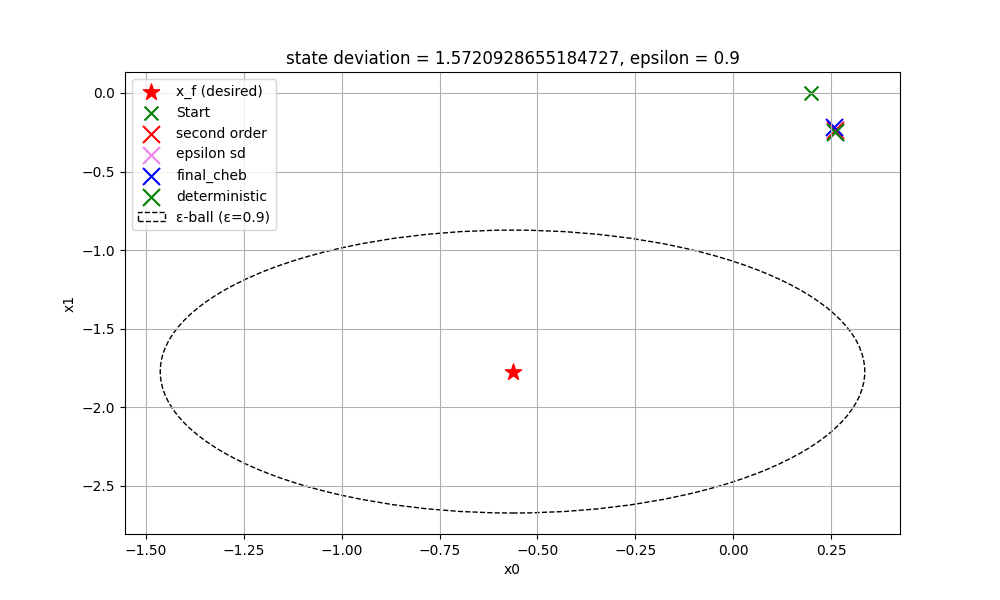 state deviation = 1.5720928655184727, epsilon = 0.9
x_f (desired)
Start
second order
epsilon sd
final_cheb
deterministic
ε-ball (ε=0.9)
0.0
−0.5
−1.0
−1.5
−2.0
−2.5
x1
−1.50
−1.25
−1.00
−0.75
−0.50
−0.25
0.00
0.25
x0